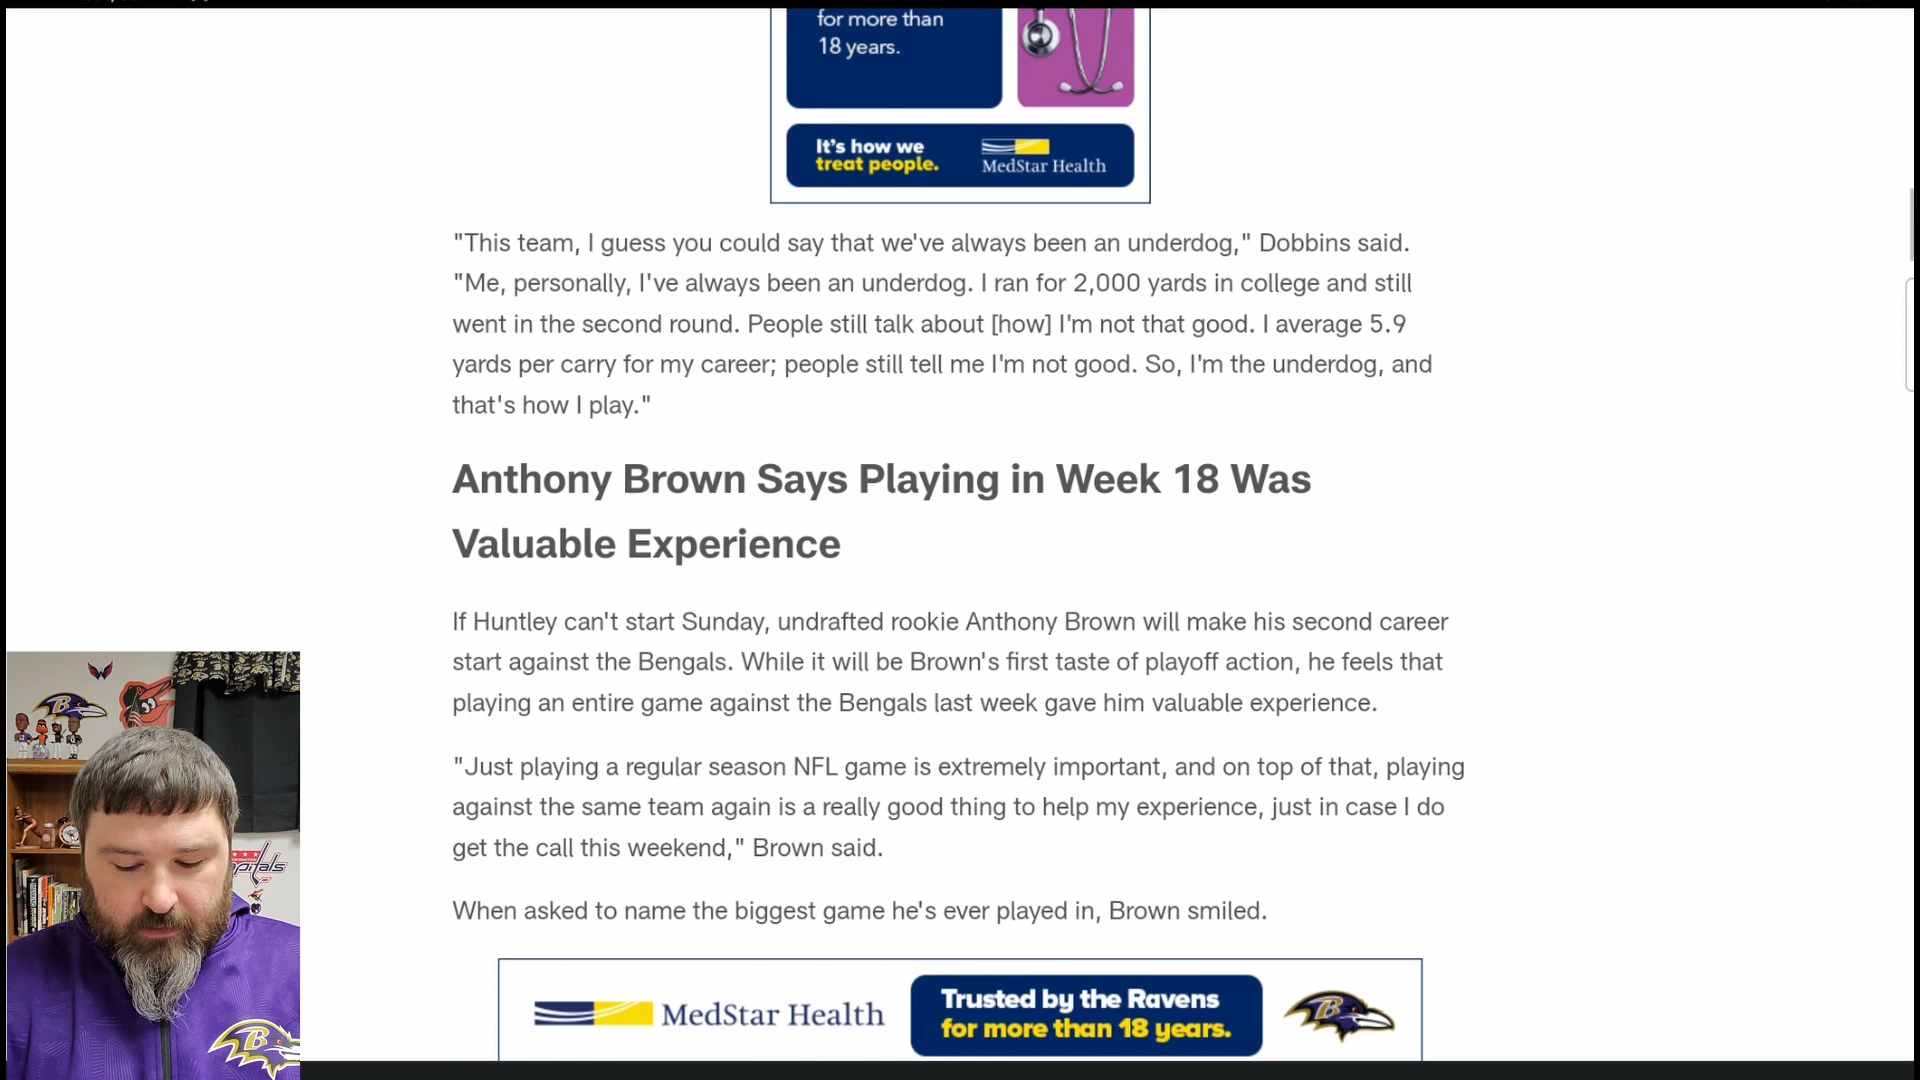 for more than
18 years.
It's how we
treat people.
MedStar Health
"This team, I guess you could say that we've always been an underdog," Dobbins said.
"Me, personally, I've always been an underdog. I ran for 2,000 yards in college and still
went in the second round. People still talk about [how] I'm not that good. I average 5.9
yards per carry for my career; people still tell me I'm not good. So, I'm the underdog, and
that's how I play."
Anthony Brown Says Playing in Week 18 Was
Valuable Experience
If Huntley can't start Sunday, undrafted rookie Anthony Brown will make his second career
start against the Bengals. While it will be Brown's first taste of playoff action, he feels that
playing an entire game against the Bengals last week gave him valuable experience.
"Just playing a regular season NFL game is extremely important, and on top of that, playing
against the same team again is a really good thing to help my experience, just in case I do
get the call this weekend," Brown said.
When asked to name the biggest game he's ever played in, Brown smiled.
MedStar Health
Trusted by the Ravens
for more than 18 years.
B
B